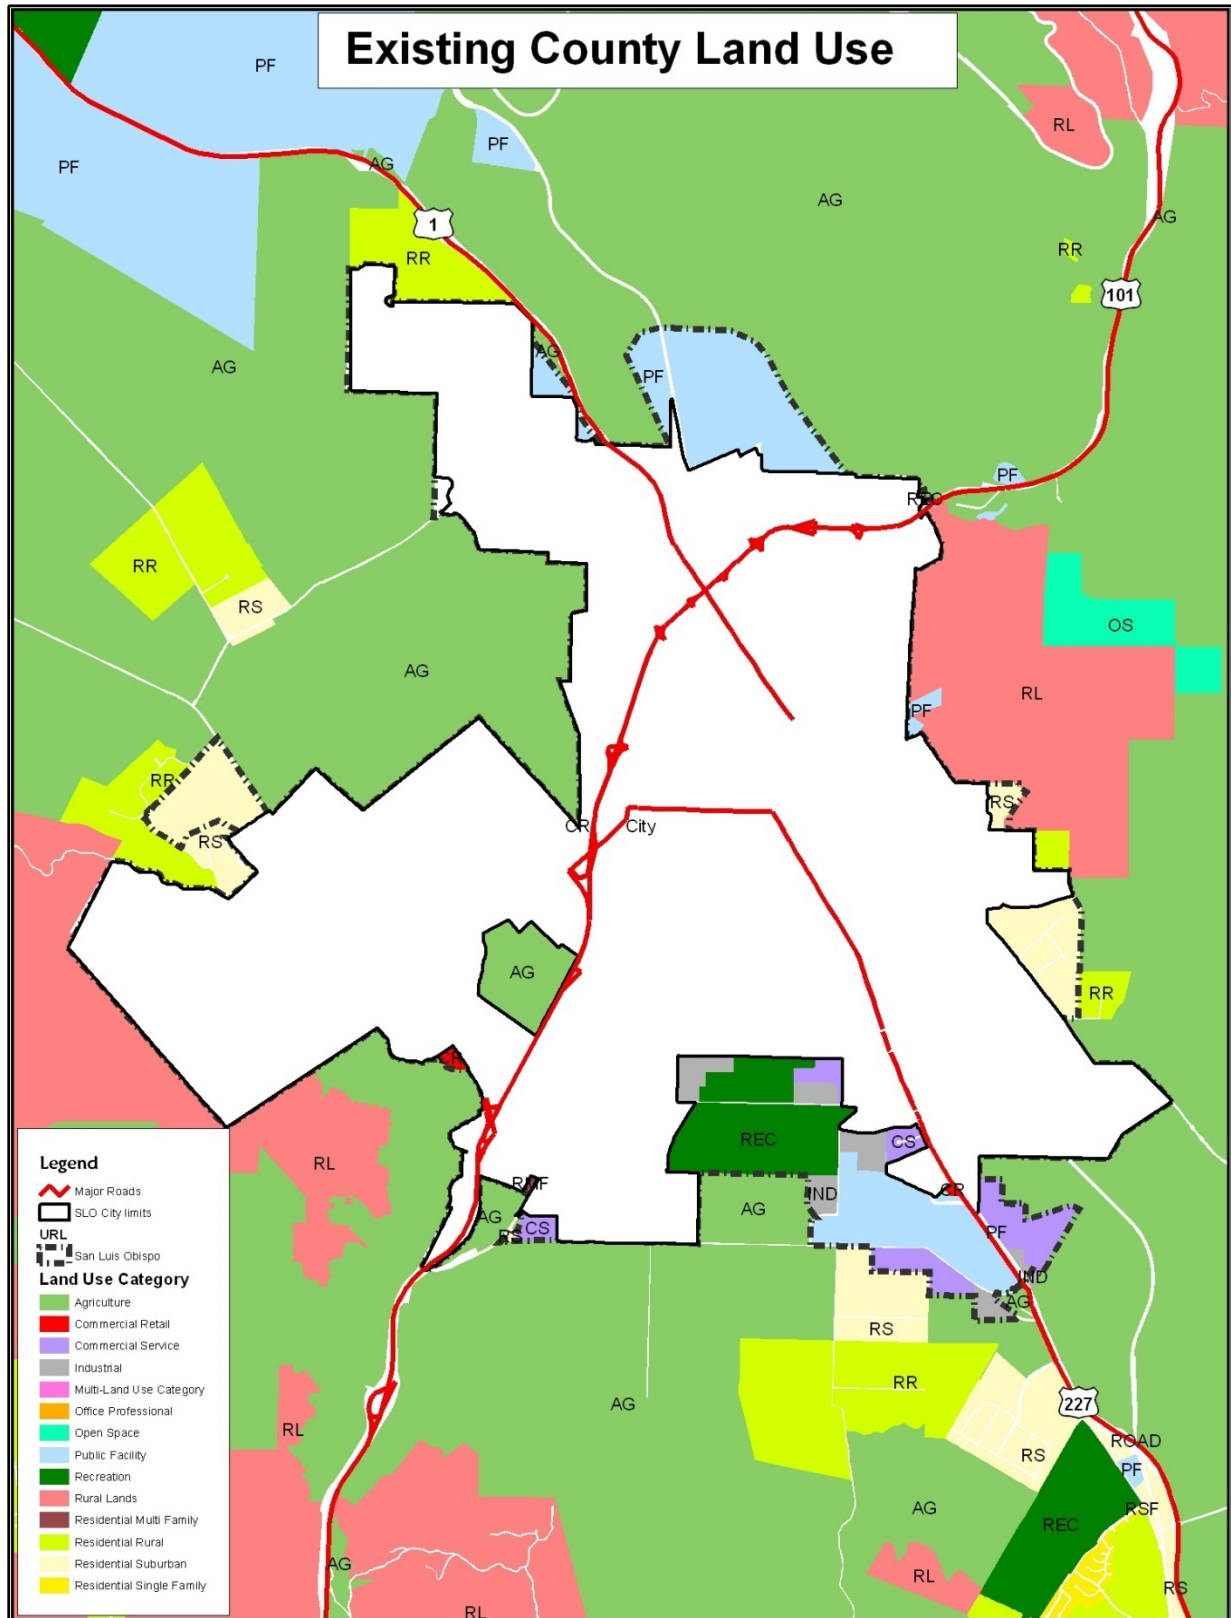 Existing County Land Use
PF
PF
PF
AG
RL
AG
AG
1
RR
RR
101
AG
AG
PF
PF
REC
RR
RS
OS
AG
RL
PF
RR
RS
RS
CR
City
AG
RR
CR
REC
CS
RL
RMF
IND
CR
AG
AG
CS
RS
PF
IND
AG
RS
RR
AG
227
RL
RS
ROAD
PF
AG
REC
RSF
AG
RL
RS
RL
Legend
Major Roads
SLO City limits
URL
San Luis Obispo
Land Use Category
Agriculture
Commercial Retail
Commercial Service
Industrial
Multi-Land Use Category
Office Professional
Open Space
Public Facility
Recreation
Rural Lands
Residential Multi Family
Residential Rural
Residential Suburban
Residential Single Family